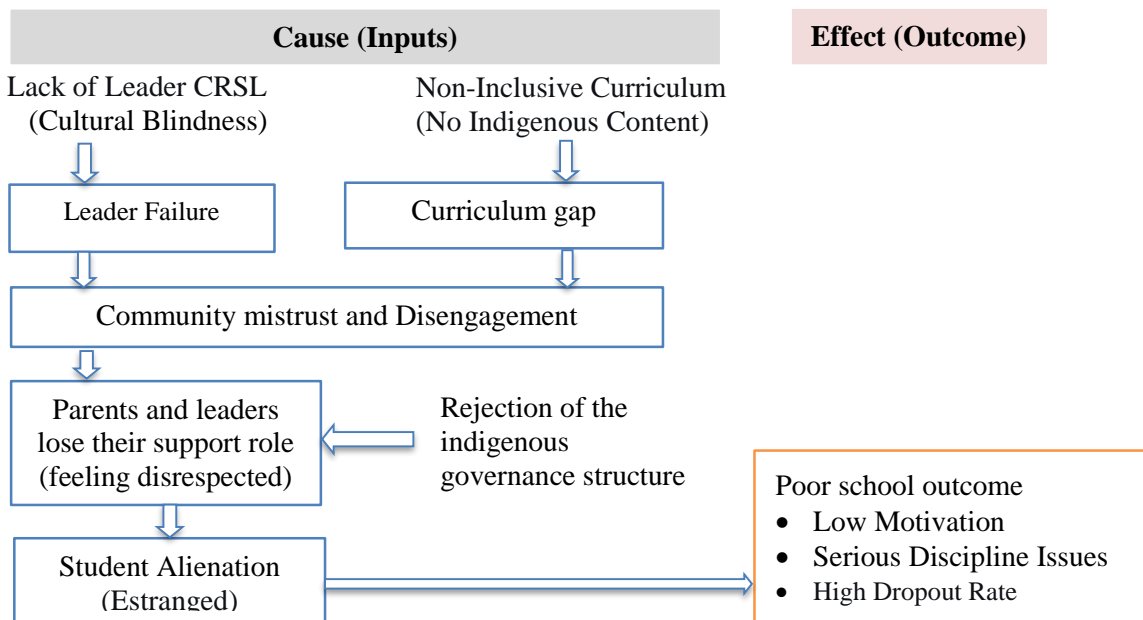 Cause (Inputs)
Effect (Outcome)
Lack of Leader CRSL
(Cultural Blindness)
Non-Inclusive Curriculum
(No Indigenous Content)
Leader Failure
Curriculum gap
Community mistrust and Disengagement
Parents and leaders
lose their support role
(feeling disrespected)
Rejection of the
indigenous
governance structure
Student Alienation
(Estranged)
Poor school outcome
• Low Motivation
• Serious Discipline Issues
• High Dropout Rate